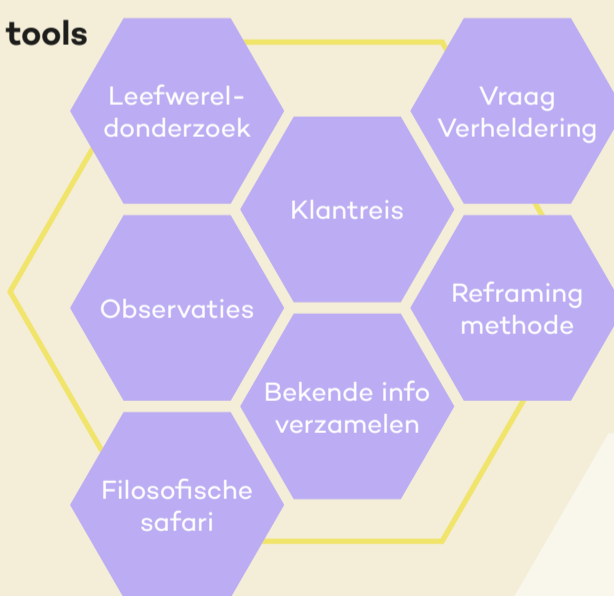 tools
Leefwerel-
donderzoek
Vraag
Verheldering
Klantreis
Observaties
Reframing
methode
Bekende info
verzamelen
Filosofische
safari